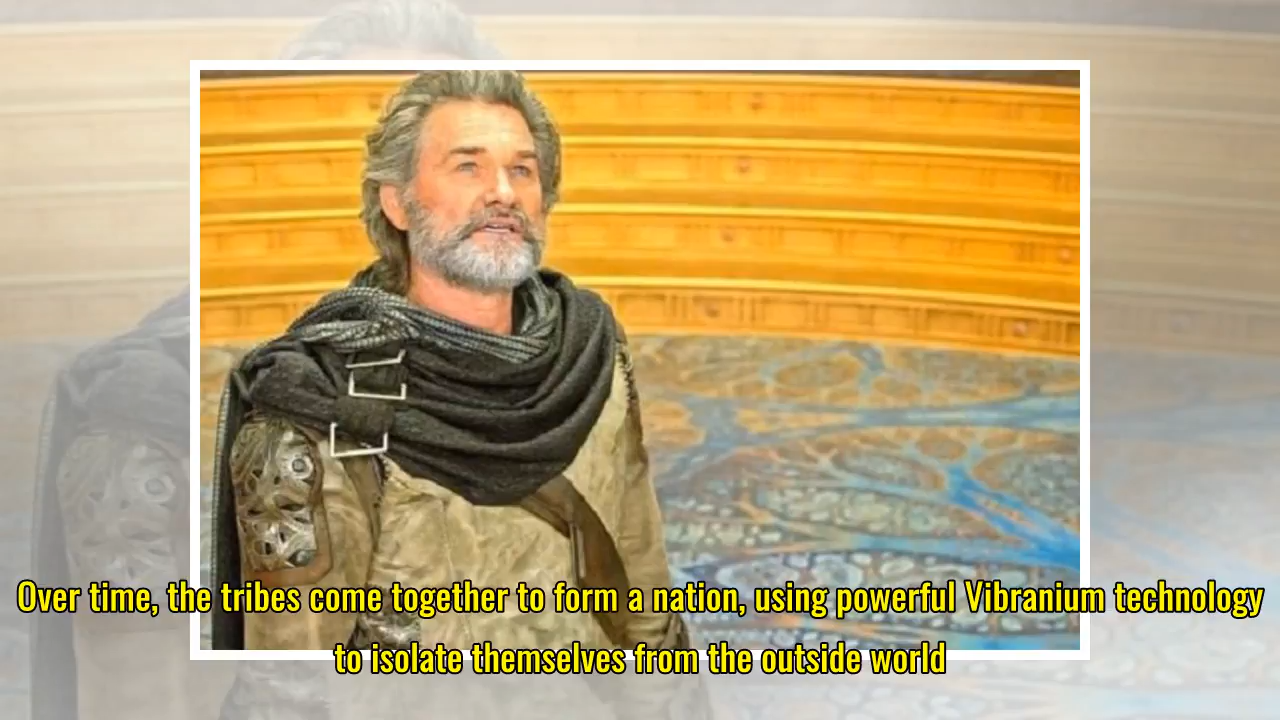 Over time, the tribes come together to form a nation, using powerful Vibranium technology
to isolate themselves from the outside world